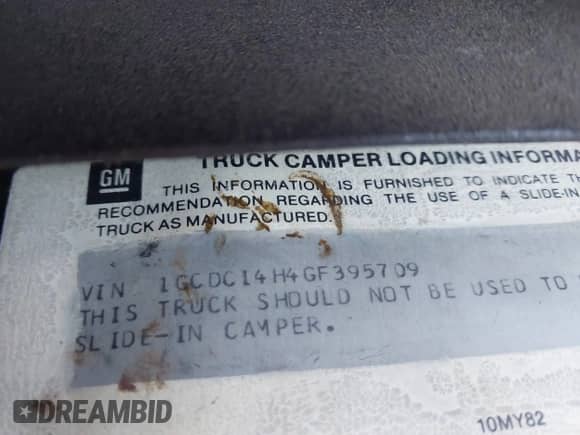 GM
TRUCK CAMPER LOADING INFORMA
THIS INFORMATION IS FURNISHED TO INDICATE TH
RECOMMENDATION REGARDING THE USE OF A SLIDE-IN
TRUCK AS MANUFACTURED.
VIN 1GCDC14H4GF395709
THIS TRUCK SHOULD NOT BE USED TO
SLIDE-IN CAMPER.
10MY82
DREAMBID